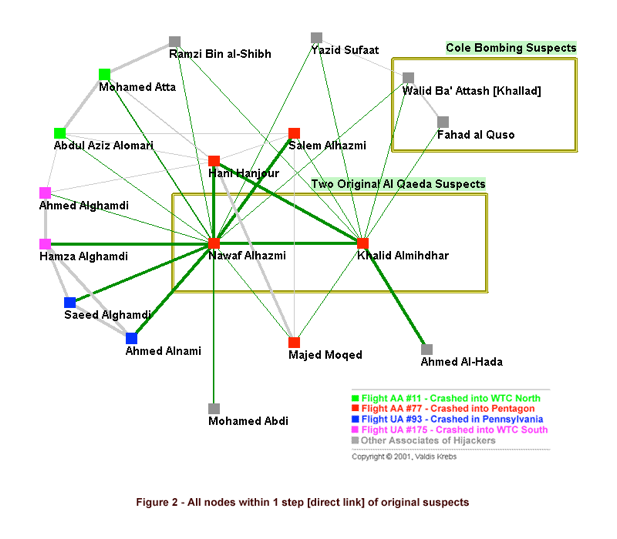 Yazid Sufaat
Cole Bombing Suspects
Ramzi Bin al-Shibh
Mohamed Atta
Walid Ba' Attash [Khallad]
Fahad al Quso
Abdul Aziz Alomari
Salem Alhazmi
Hani Hanjour
Two Original Al Qaeda Suspects
Ahmed Alghamdi
Hamza Alghamdi
Nawaf Alhazmi
Khalid Almihdhar
Saeed Alghamdi
Ahmed Alnami
Majed Moqed
Ahmed Al-Hada
Mohamed Abdi
Flight AA #11 - Crashed into WTC North
Flight AA #77 - Crashed into Pentagon
Flight UA #93 - Crashed in Pennsylvania
Flight UA #175 - Crashed into WTC South
Other Associates of Hijackers
Copyright © 2001, Valdis Krebs
Figure 2 - All nodes within 1 step [direct link] of original suspects